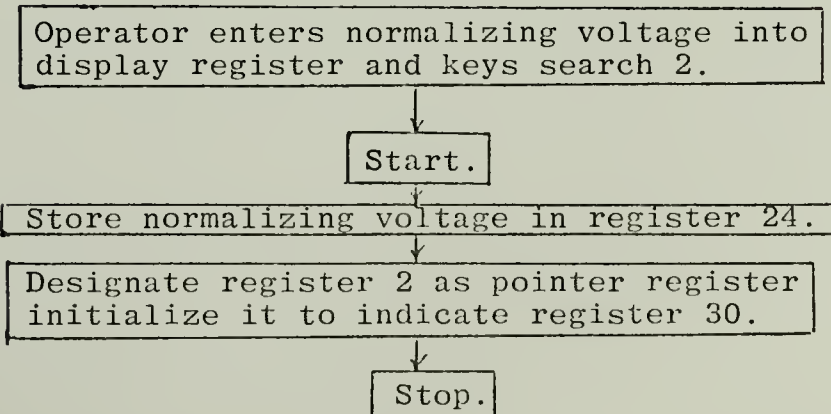 Operator enters normalizing voltage into
display register and keys search 2.
Start.
Store normalizing voltage in register 24.
Designate register 2 as pointer register
initialize it to indicate register 30.
Stop.